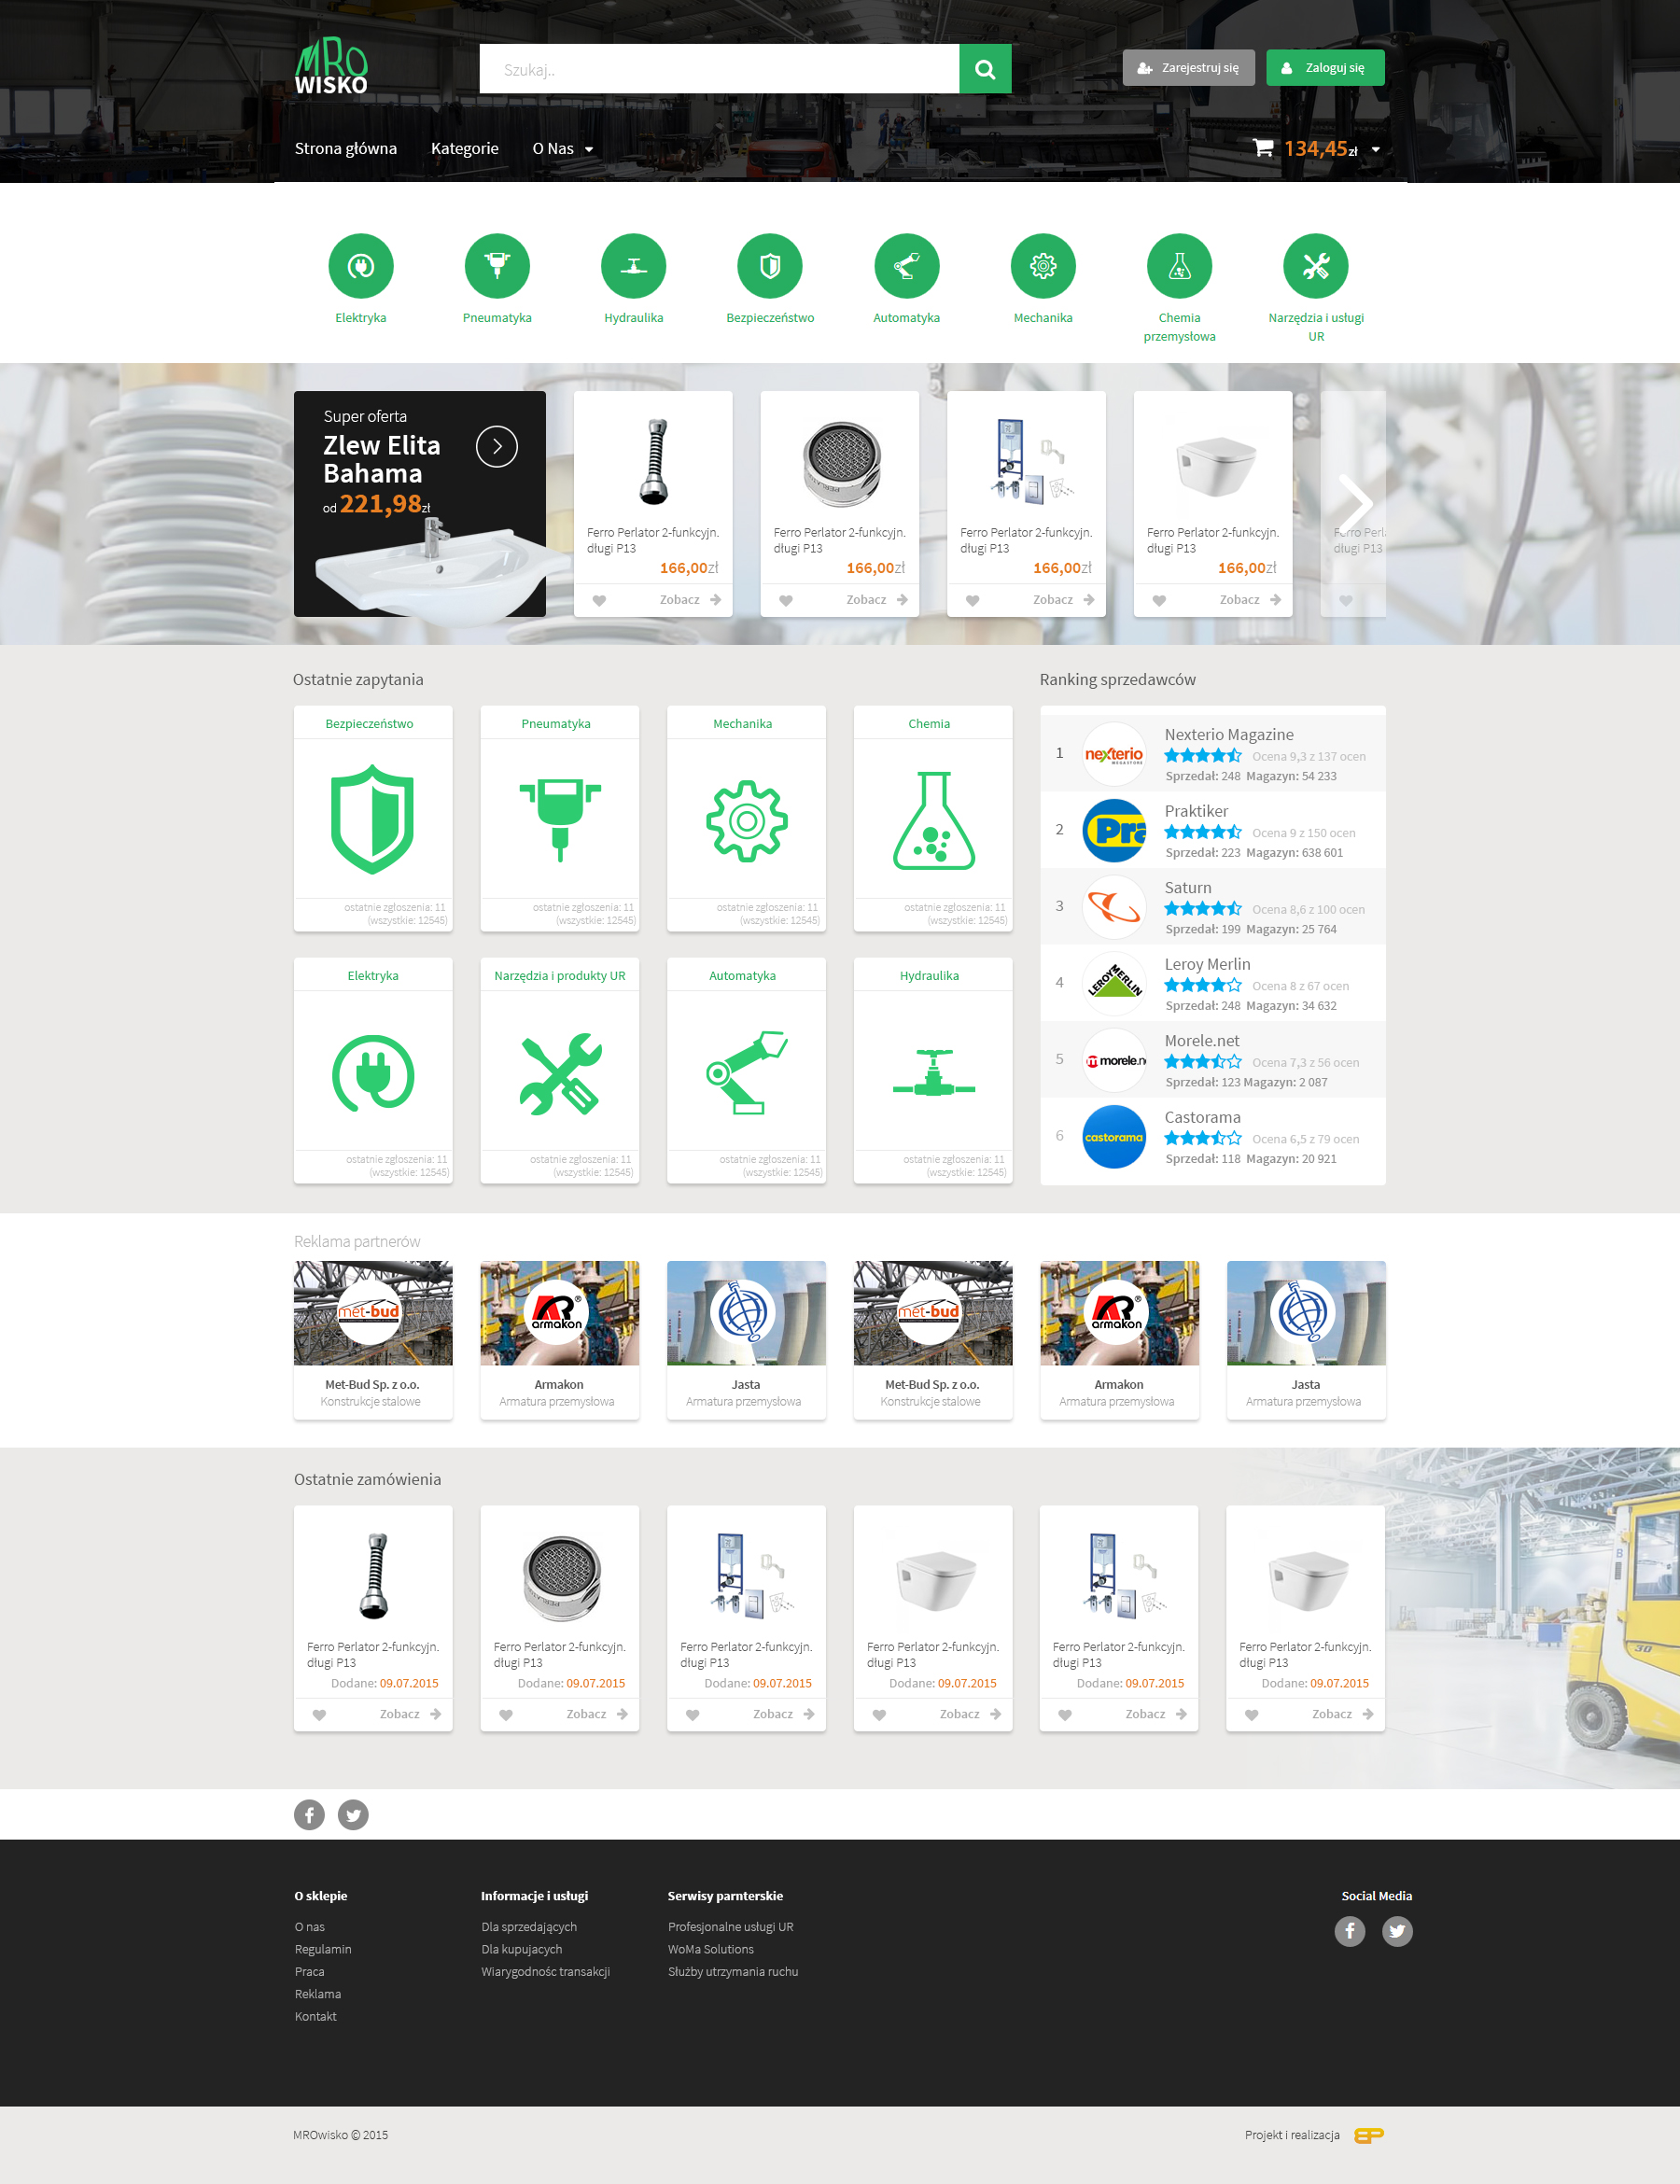 MRO
WISKO
Szukaj..
Zarejestruj się
Zaloguj się
Strona główna
Kategorie
O Nas
134,45zł
Elektryka
Pneumatyka
Hydraulika
Bezpieczeństwo
Automatyka
Mechanika
Chemia
przemysłowa
Narzędzia i usługi
UR
Super oferta
Zlew Elita
Bahama
od 221,98zł
Ferro Perlator 2-funkcyjn.
długi P13
166,00zł
Zobacz
Ferro Perlator 2-funkcyjn.
długi P13
166,00zł
Zobacz
Ferro Perlator 2-funkcyjn.
długi P13
166,00zł
Zobacz
Ferro Perlator 2-funkcyjn.
długi P13
166,00zł
Zobacz
Ferro Perl
długi P13
Ostatnie zapytania
Bezpieczeństwo
ostatnie zgłoszenia: 11
(wszystkie: 12545)
Pneumatyka
ostatnie zgłoszenia: 11
(wszystkie: 12545)
Mechanika
ostatnie zgłoszenia: 11
(wszystkie: 12545)
Chemia
ostatnie zgłoszenia: 11
(wszystkie: 12545)
Elektryka
ostatnie zgłoszenia: 11
(wszystkie: 12545)
Narzędzia i produkty UR
ostatnie zgłoszenia: 11
(wszystkie: 12545)
Automatyka
ostatnie zgłoszenia: 11
(wszystkie: 12545)
Hydraulika
ostatnie zgłoszenia: 11
(wszystkie: 12545)
Ranking sprzedawców
1
nexterio
MEGASTORE
Nexterio Magazine
Ocena 9,3 z 137 ocen
Sprzedał: 248 Magazyn: 54 233
2
Pra
Praktiker
Ocena 9 z 150 ocen
Sprzedał: 223 Magazyn: 638 601
3
Saturn
Ocena 8,6 z 100 ocen
Sprzedał: 199 Magazyn: 25 764
4
LEROY MERLIN
Leroy Merlin
Ocena 8 z 67 ocen
Sprzedał: 248 Magazyn: 34 632
5
m morele.n
Morele.net
Ocena 7,3 z 56 ocen
Sprzedał: 123 Magazyn: 2 087
6
castorama
Castorama
Ocena 6,5 z 79 ocen
Sprzedał: 118 Magazyn: 20 921
Reklama partnerów
met-bud
Met-Bud Sp. z o.o.
Konstrukcje stalowe
AR®
armakon
Armakon
Armatura przemysłowa
Jasta
Armatura przemysłowa
met-bud
Met-Bud Sp. z o.o.
Konstrukcje stalowe
AR®
armakon
Armakon
Armatura przemysłowa
Jasta
Armatura przemysłowa
Ostatnie zamówienia
Ferro Perlator 2-funkcyjn.
długi P13
Dodane: 09.07.2015
Zobacz
Ferro Perlator 2-funkcyjn.
długi P13
Dodane: 09.07.2015
Zobacz
Ferro Perlator 2-funkcyjn.
długi P13
Dodane: 09.07.2015
Zobacz
Ferro Perlator 2-funkcyjn.
długi P13
Dodane: 09.07.2015
Zobacz
Ferro Perlator 2-funkcyjn.
długi P13
Dodane: 09.07.2015
Zobacz
Ferro Perlator 2-funkcyjn.
długi P13
Dodane: 09.07.2015
Zobacz
30
O sklepie
O nas
Regulamin
Praca
Reklama
Kontakt
Informacje i usługi
Dla sprzedających
Dla kupujacych
Wiarygodnośc transakcji
Serwisy parnterskie
Profesjonalne usługi UR
WoMa Solutions
Służby utrzymania ruchu
Social Media
MROwisko © 2015
Projekt i realizacja